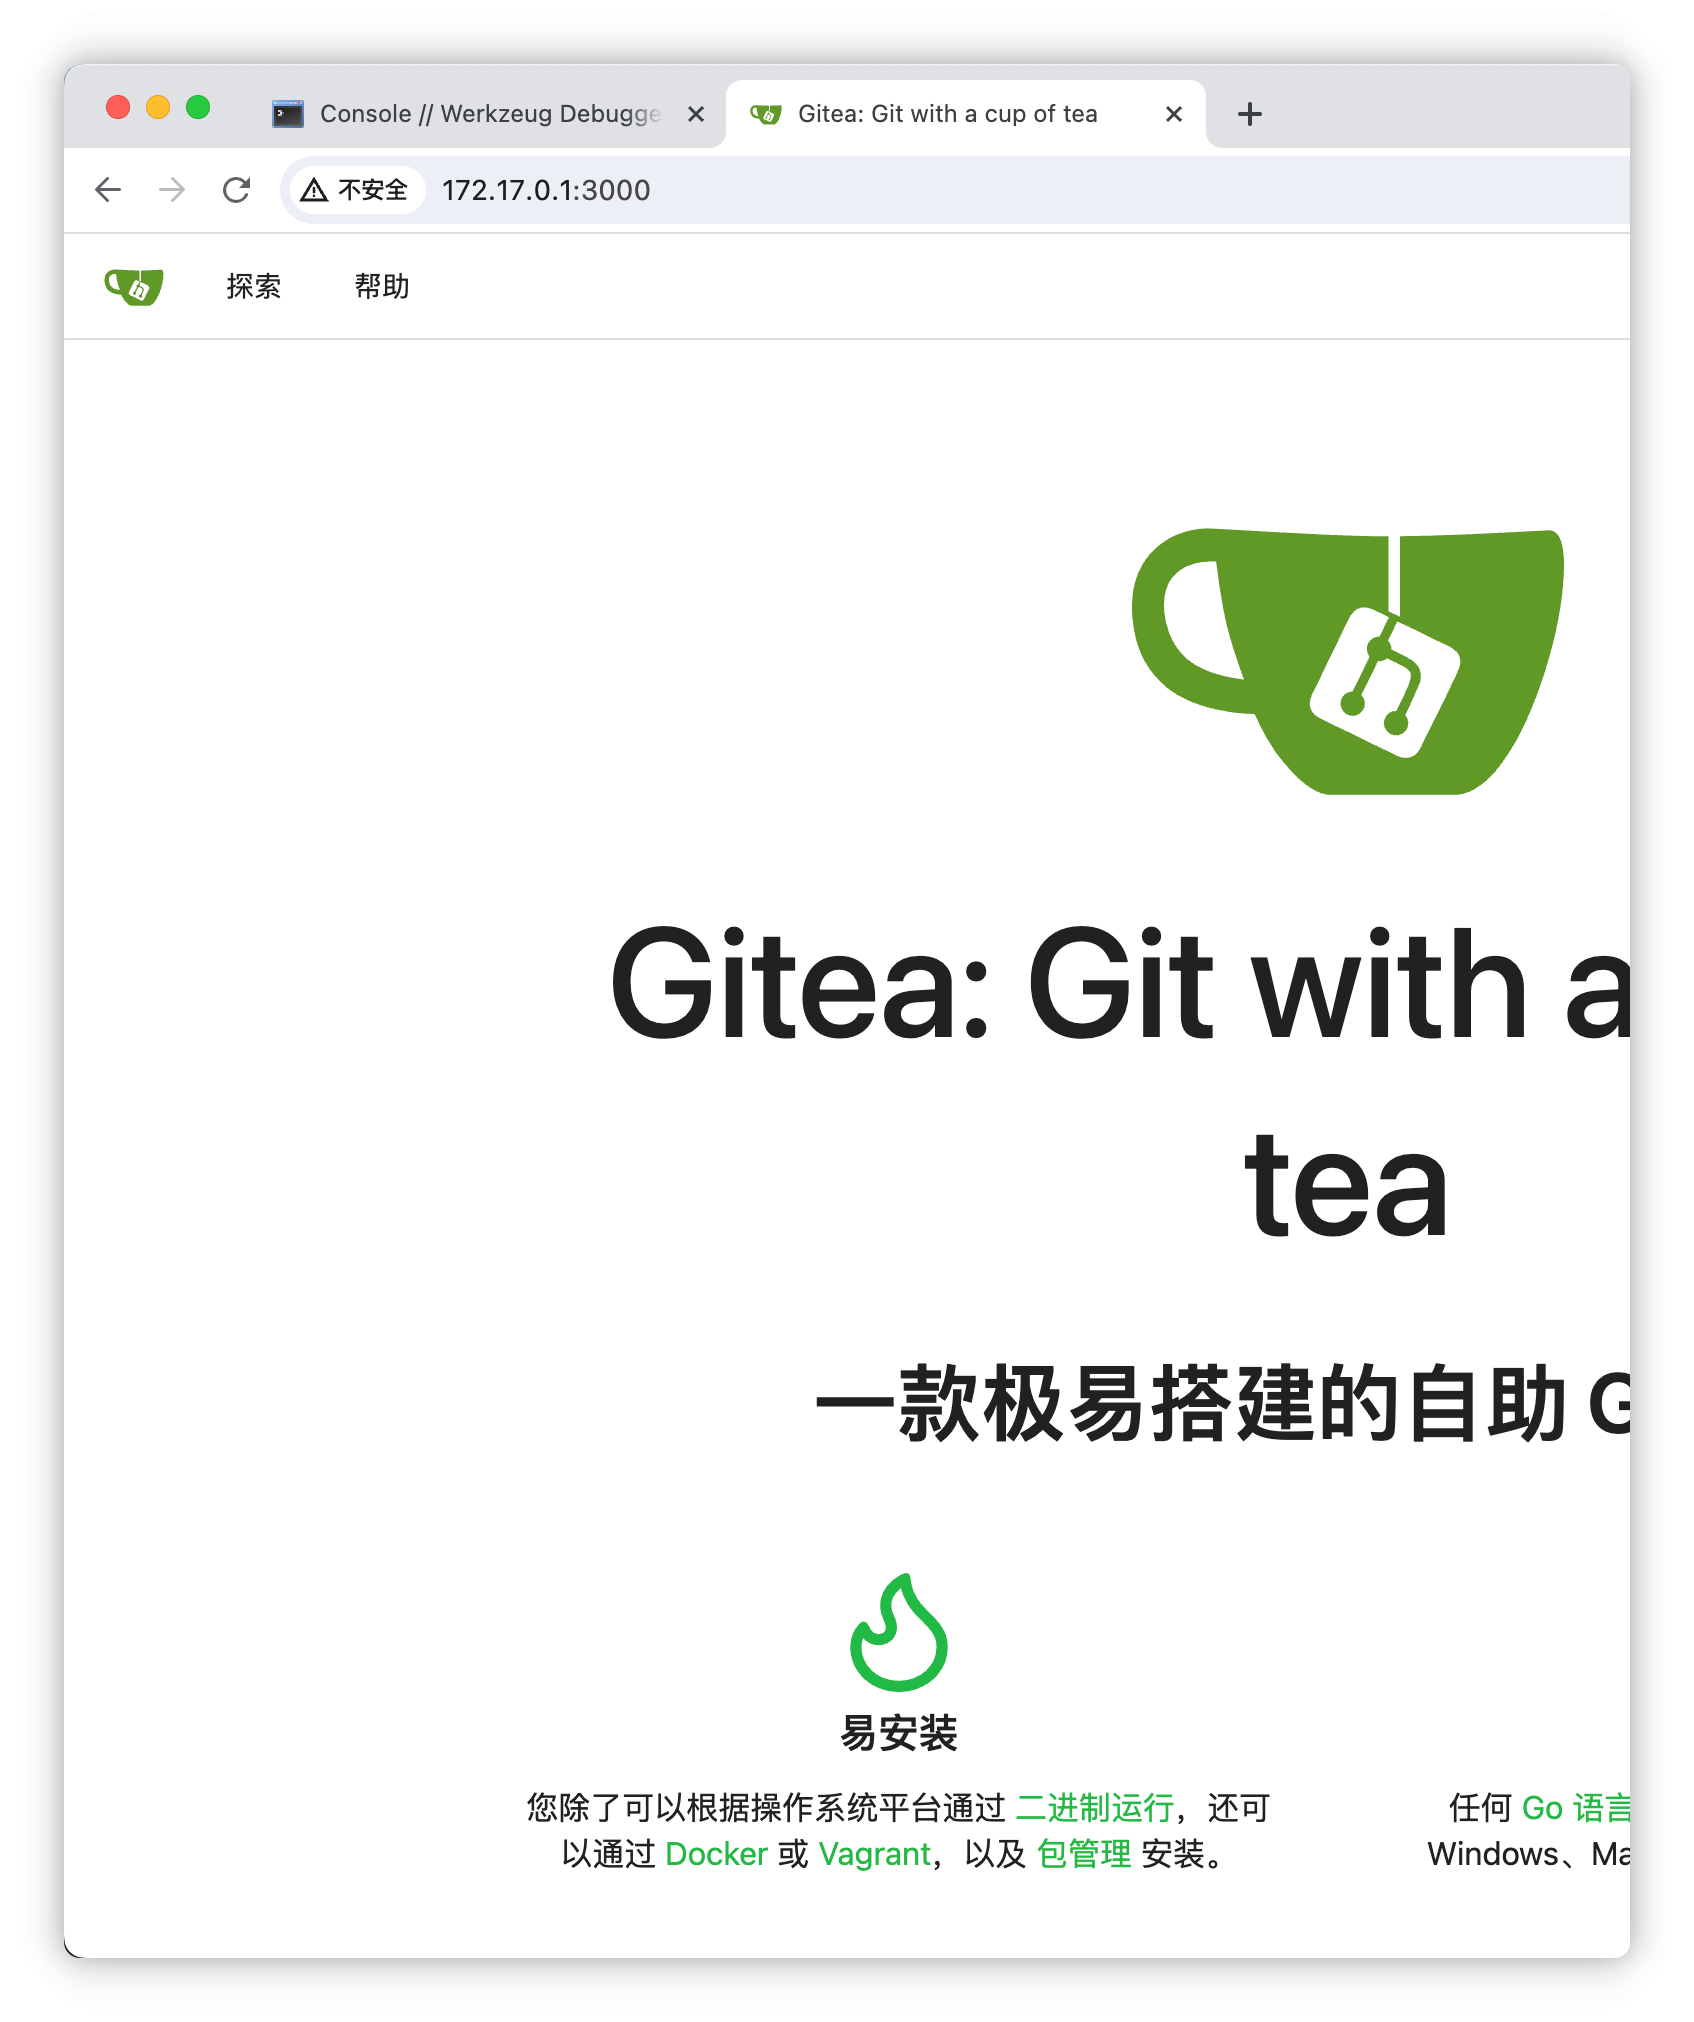 Console // Werkzeug Debugge
Gitea: Git with a cup of tea
不安全 172.17.0.1:3000
探索 帮助
Gitea: Git with a
tea
一款极易搭建的自助 G
易安装
您除了可以根据操作系统平台通过 二进制运行，还可
以通过 Docker 或 Vagrant，以及 包管理 安装。
任何 Go 语言
Windows、Ma